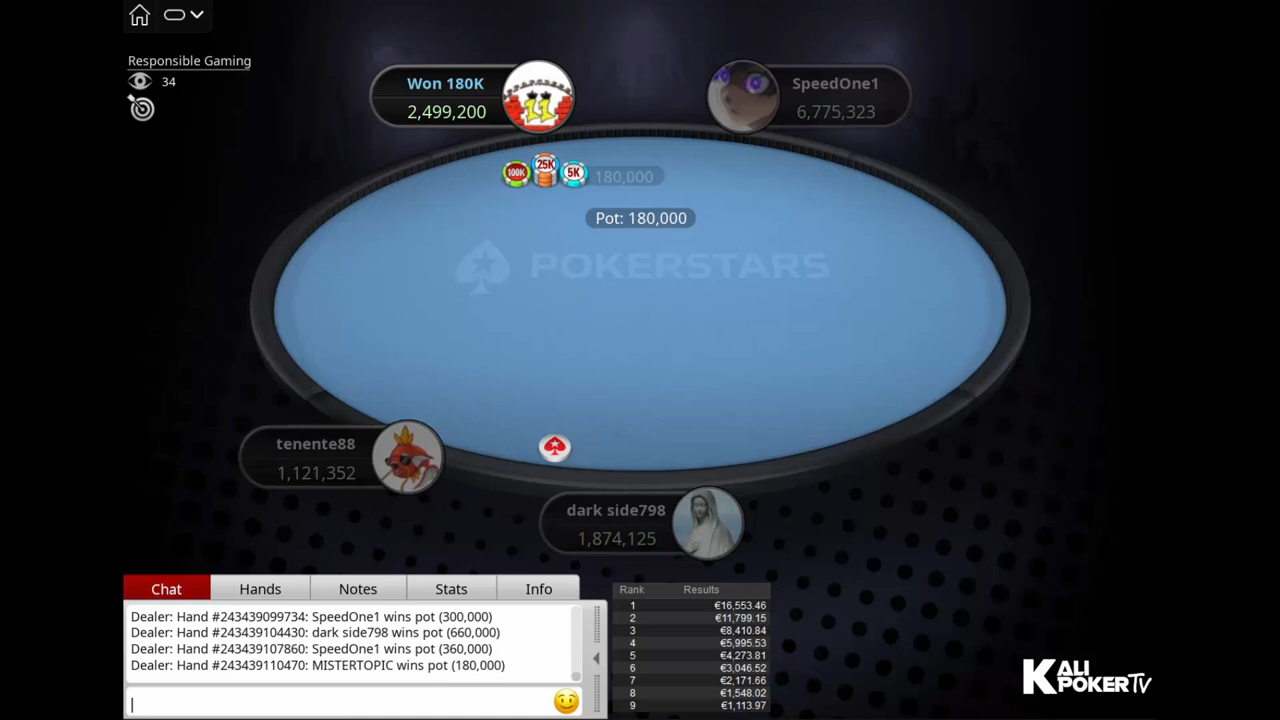 Responsible Gaming
34
Won 180K
2,499,200
11
SpeedOne1
6,775,323
100K
25K
5K
180,000
Pot: 180,000
POKERSTARS
tenente88
1,121,352
dark side798
1,874,125
Chat
Hands
Notes
Stats
Info
Dealer: Hand #243439099734: SpeedOne1 wins pot (300,000)
Dealer: Hand #243439104430: dark side798 wins pot (660,000)
Dealer: Hand #243439107860: SpeedOne1 wins pot (360,000)
Dealer: Hand #243439110470: MISTERTOPIC wins pot (180,000)
Rank Results
1 €16,553.46
2 €11,799.15
3 €8,410.84
4 €5,995.53
5 €4,273.81
6 €3,046.52
7 €2,171.66
8 €1,548.02
9 €1,113.97
KALI
POKERTV